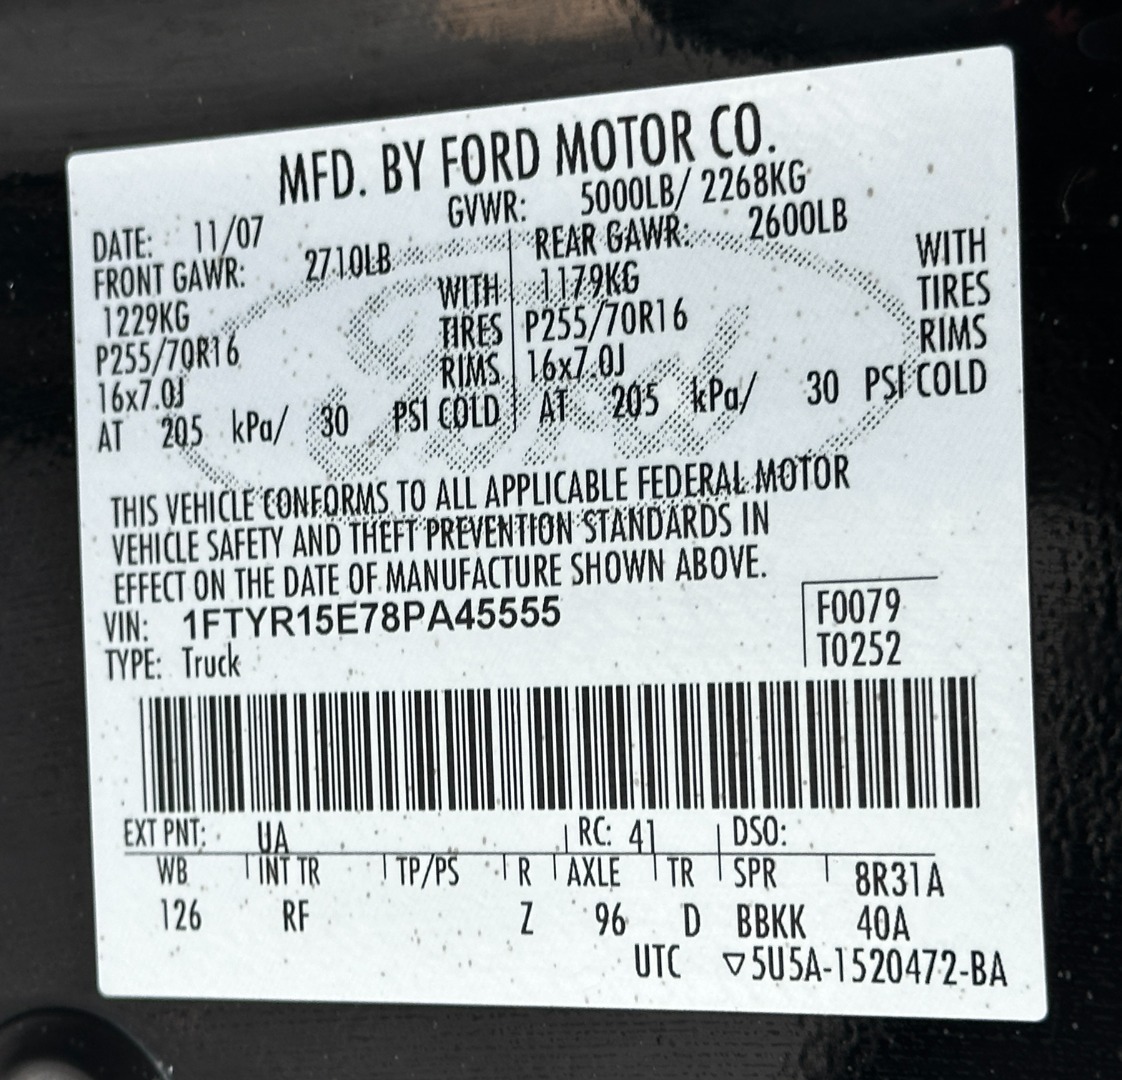 MFD. BY FORD MOTOR CO.
DATE: 11/07 GVWR: 5000LB/ 2268KG
FRONT GAWR: 2710LB REAR GAWR: 2600LB
1229KG WITH 1179KG WITH
P255/70R16 TIRES P255/70R16 TIRES
16x7.0J RIMS 16x7.0J RIMS
AT 205 kPa/ 30 PSI COLD AT 205 kPa/ 30 PSI COLD
THIS VEHICLE CONFORMS TO ALL APPLICABLE FEDERAL MOTOR
VEHICLE SAFETY AND THEFT PREVENTION STANDARDS IN
EFFECT ON THE DATE OF MANUFACTURE SHOWN ABOVE.
VIN: 1FTYR15E78PA45555 F0079
TYPE: Truck T0252
EXT PNT: UA RC: 41 DSO:
WB INT TR TP/PS R AXLE TR SPR 8R31A
126 RF Z 96 D BBKK 40A
UTC ▽5U5A-1520472-BA